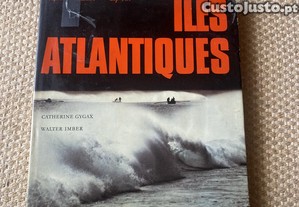 Custojusto.pt
ILES
ATLANTIQUES
CATHERINE GYGAX
WALTER IMBER